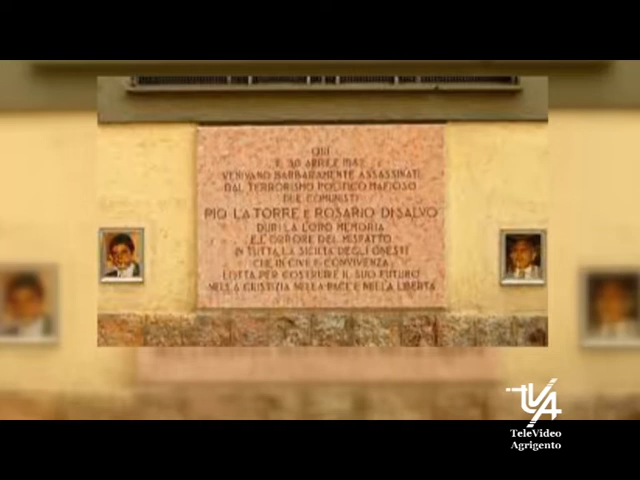 QUI
IL 30 APRILE 1982
VENIVANO BARBARAMENTE ASSASSINATI
DAL TERRORISMO POLITICO MAFIOSO
DUE COMUNISTI
PIO LA TORRE E ROSARIO DI SALVO
DURI LA LORO MEMORIA
E L'ORRORE DEL MISFATTO
IN TUTTA LA SICILIA DEGLI ONESTI
CHE IN CIVILE CONVIVENZA
LOTTA PER COSTRUIRE IL SUO FUTURO
NELLA GIUSTIZIA NELLA PACE E NELLA LIBERTÀ
TVA
TeleVideo
Agrigento